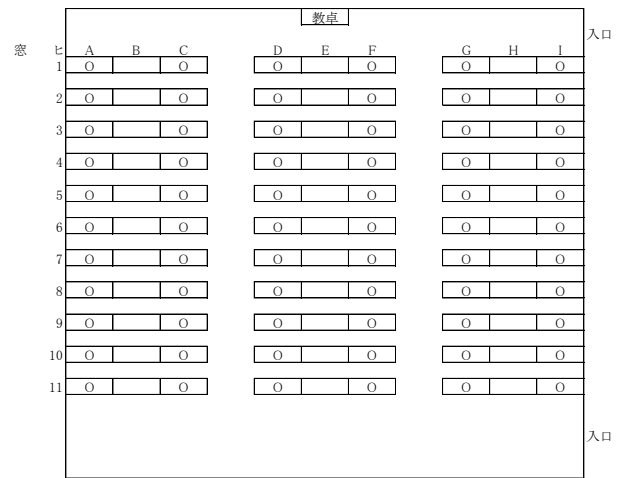 教卓
入口
窓 ヒ A B C D E F G H I
1 O O O O O O
2 O O O O O O
3 O O O O O O
4 O O O O O O
5 O O O O O O
6 O O O O O O
7 O O O O O O
8 O O O O O O
9 O O O O O O
10 O O O O O O
11 O O O O O O
入口